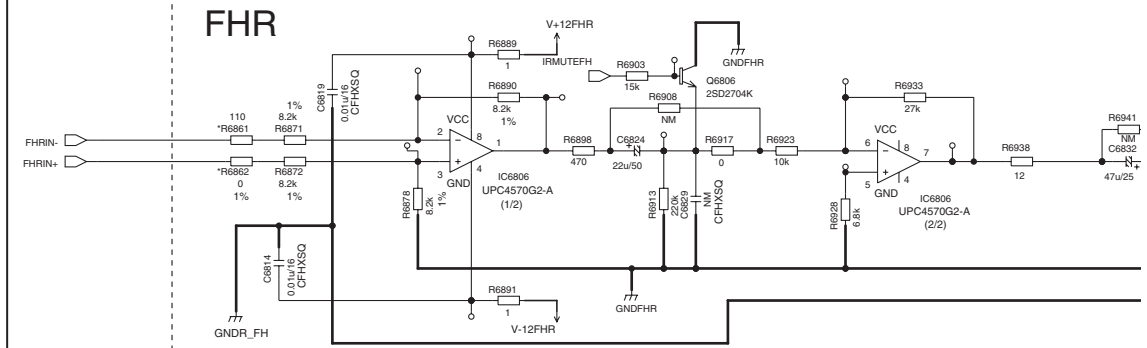 FHR
V+12FHR
R6889
1
IRMUTEFH
R6903
15k
GNDFHR
Q6806
2SD2704K
C6819
0.01u/16
CFHXSQ
R6890
8.2k
1%
R6908
NM
R6933
27k
1%
8.2k
110
*R6861
R6871
FHRIN-
FHRIN+
*R6862
0
1%
R6872
8.2k
1%
VCC
2
8
1
3
4
GND
IC6806
UPC4570G2-A
(1/2)
R6878
8.2k
1%
R6898
470
C6824
+
22u/50
R6917
0
R6923
10k
R6913
220k
C6829
NM
CFHXSQ
VCC
6
8
7
5
4
GND
IC6806
UPC4570G2-A
(2/2)
R6928
6.8k
R6938
12
R6941
NM
C6832
+
47u/25
C6814
0.01u/16
CFHXSQ
GNDR_FH
R6891
1
V-12FHR
GNDFHR